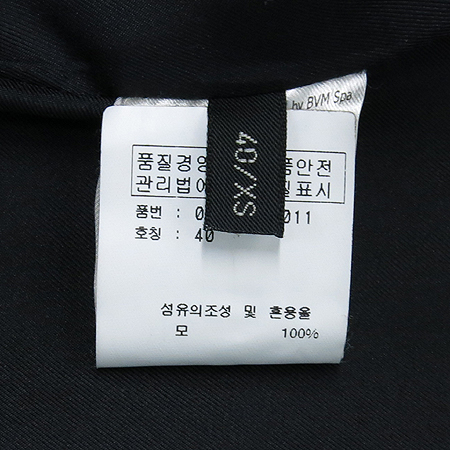 by BVM Spa
40/XS
품질경영 품안전
관리법에 질표시
품번 : 0 011
호칭 : 40
섬유의조성 및 혼용율
모 100%